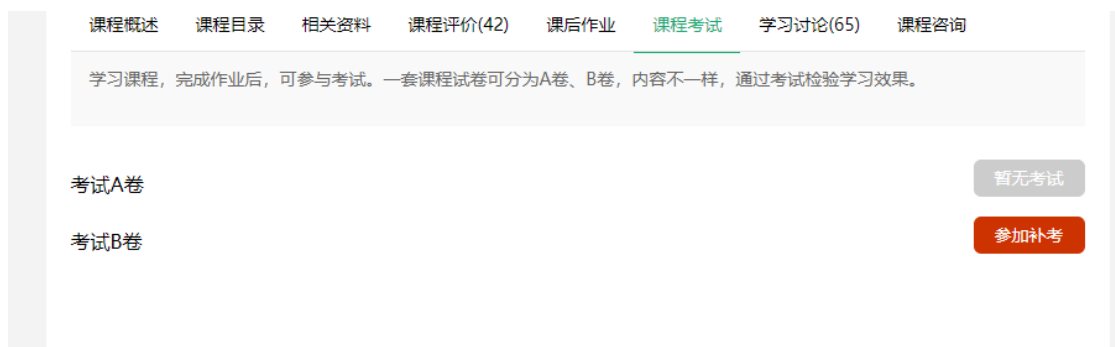 课程概述 课程目录 相关资料 课程评价(42) 课后作业 课程考试 学习讨论(65) 课程咨询
学习课程，完成作业后，可参与考试。一套课程试卷可分为A卷、B卷，内容不一样，通过考试检验学习效果。
考试A卷 暂无考试
考试B卷 参加补考